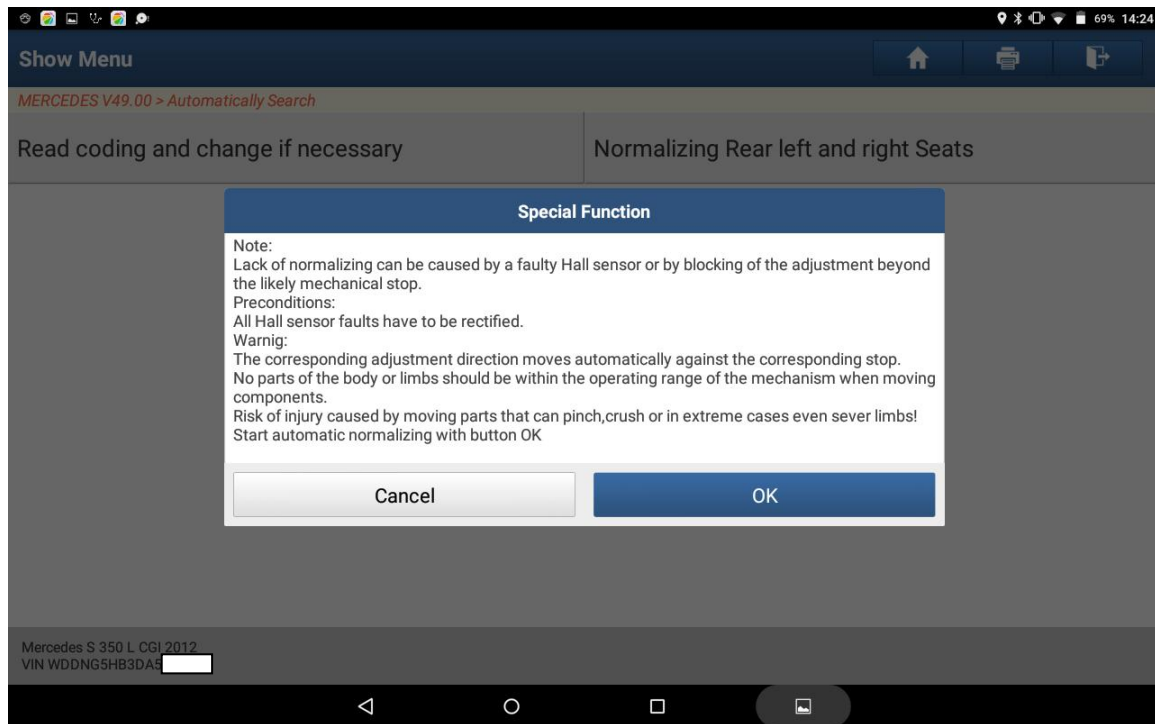 69% 14:24
Show Menu
MERCEDES V49.00 > Automatically Search
Read coding and change if necessary
Normalizing Rear left and right Seats
Special Function
Note:
Lack of normalizing can be caused by a faulty Hall sensor or by blocking of the adjustment beyond
the likely mechanical stop.
Preconditions:
All Hall sensor faults have to be rectified.
Warnig:
The corresponding adjustment direction moves automatically against the corresponding stop.
No parts of the body or limbs should be within the operating range of the mechanism when moving
components.
Risk of injury caused by moving parts that can pinch,crush or in extreme cases even sever limbs!
Start automatic normalizing with button OK
Cancel
OK
Mercedes S 350 L CGI 2012
VIN WDDNG5HB3DA5